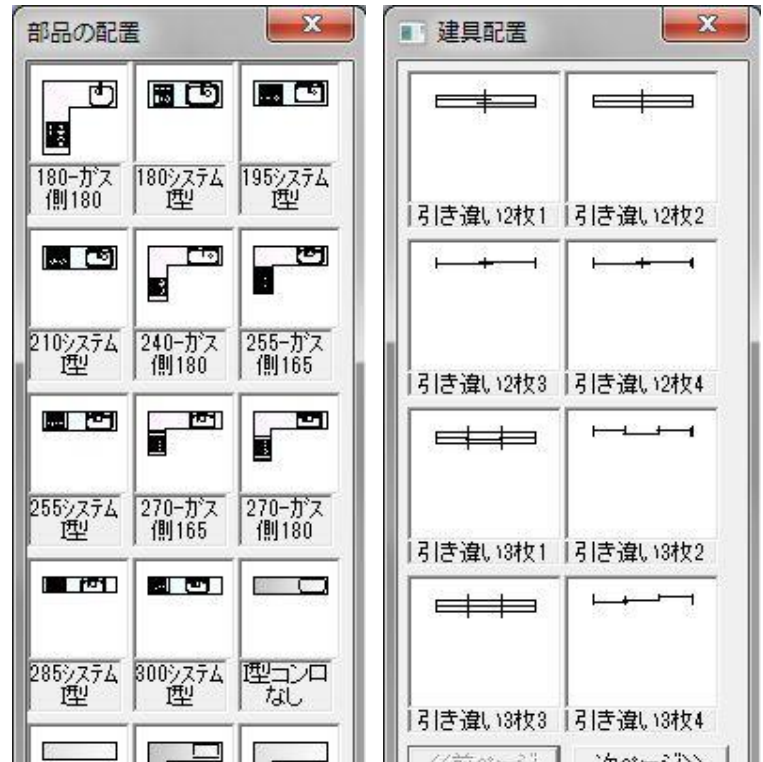 部品の配置
180-ガス
側180
180システム
I型
195システム
I型
210システム
I型
240-ガス
側180
255-ガス
側165
255システム
I型
270-ガス
側165
270-ガス
側180
285システム
I型
300システム
I型
I型コンロ
なし
建具配置
引き違い2枚1
引き違い2枚2
引き違い2枚3
引き違い2枚4
引き違い3枚1
引き違い3枚2
引き違い3枚3
引き違い3枚4
<<前ページ
次ページ>>